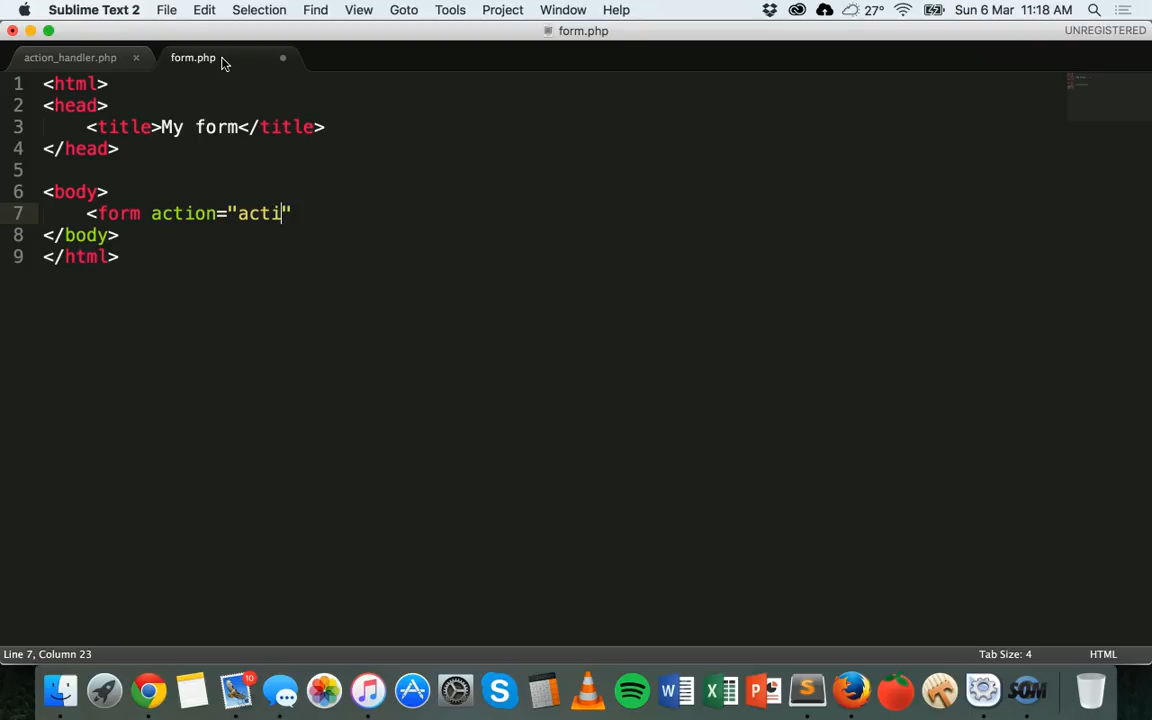 Sublime Text 2 File Edit Selection Find View Goto Tools Project Window Help 27° Sun 6 Mar 11:18 AM
form.php UNREGISTERED
action_handler.php × form.php
1 <html>
2 <head>
3 <title>My form</title>
4 </head>
5
6 <body>
7 <form action="acti"
8 </body>
9 </html>
Line 7, Column 23 Tab Size: 4 HTML
10
S W X P S SOM